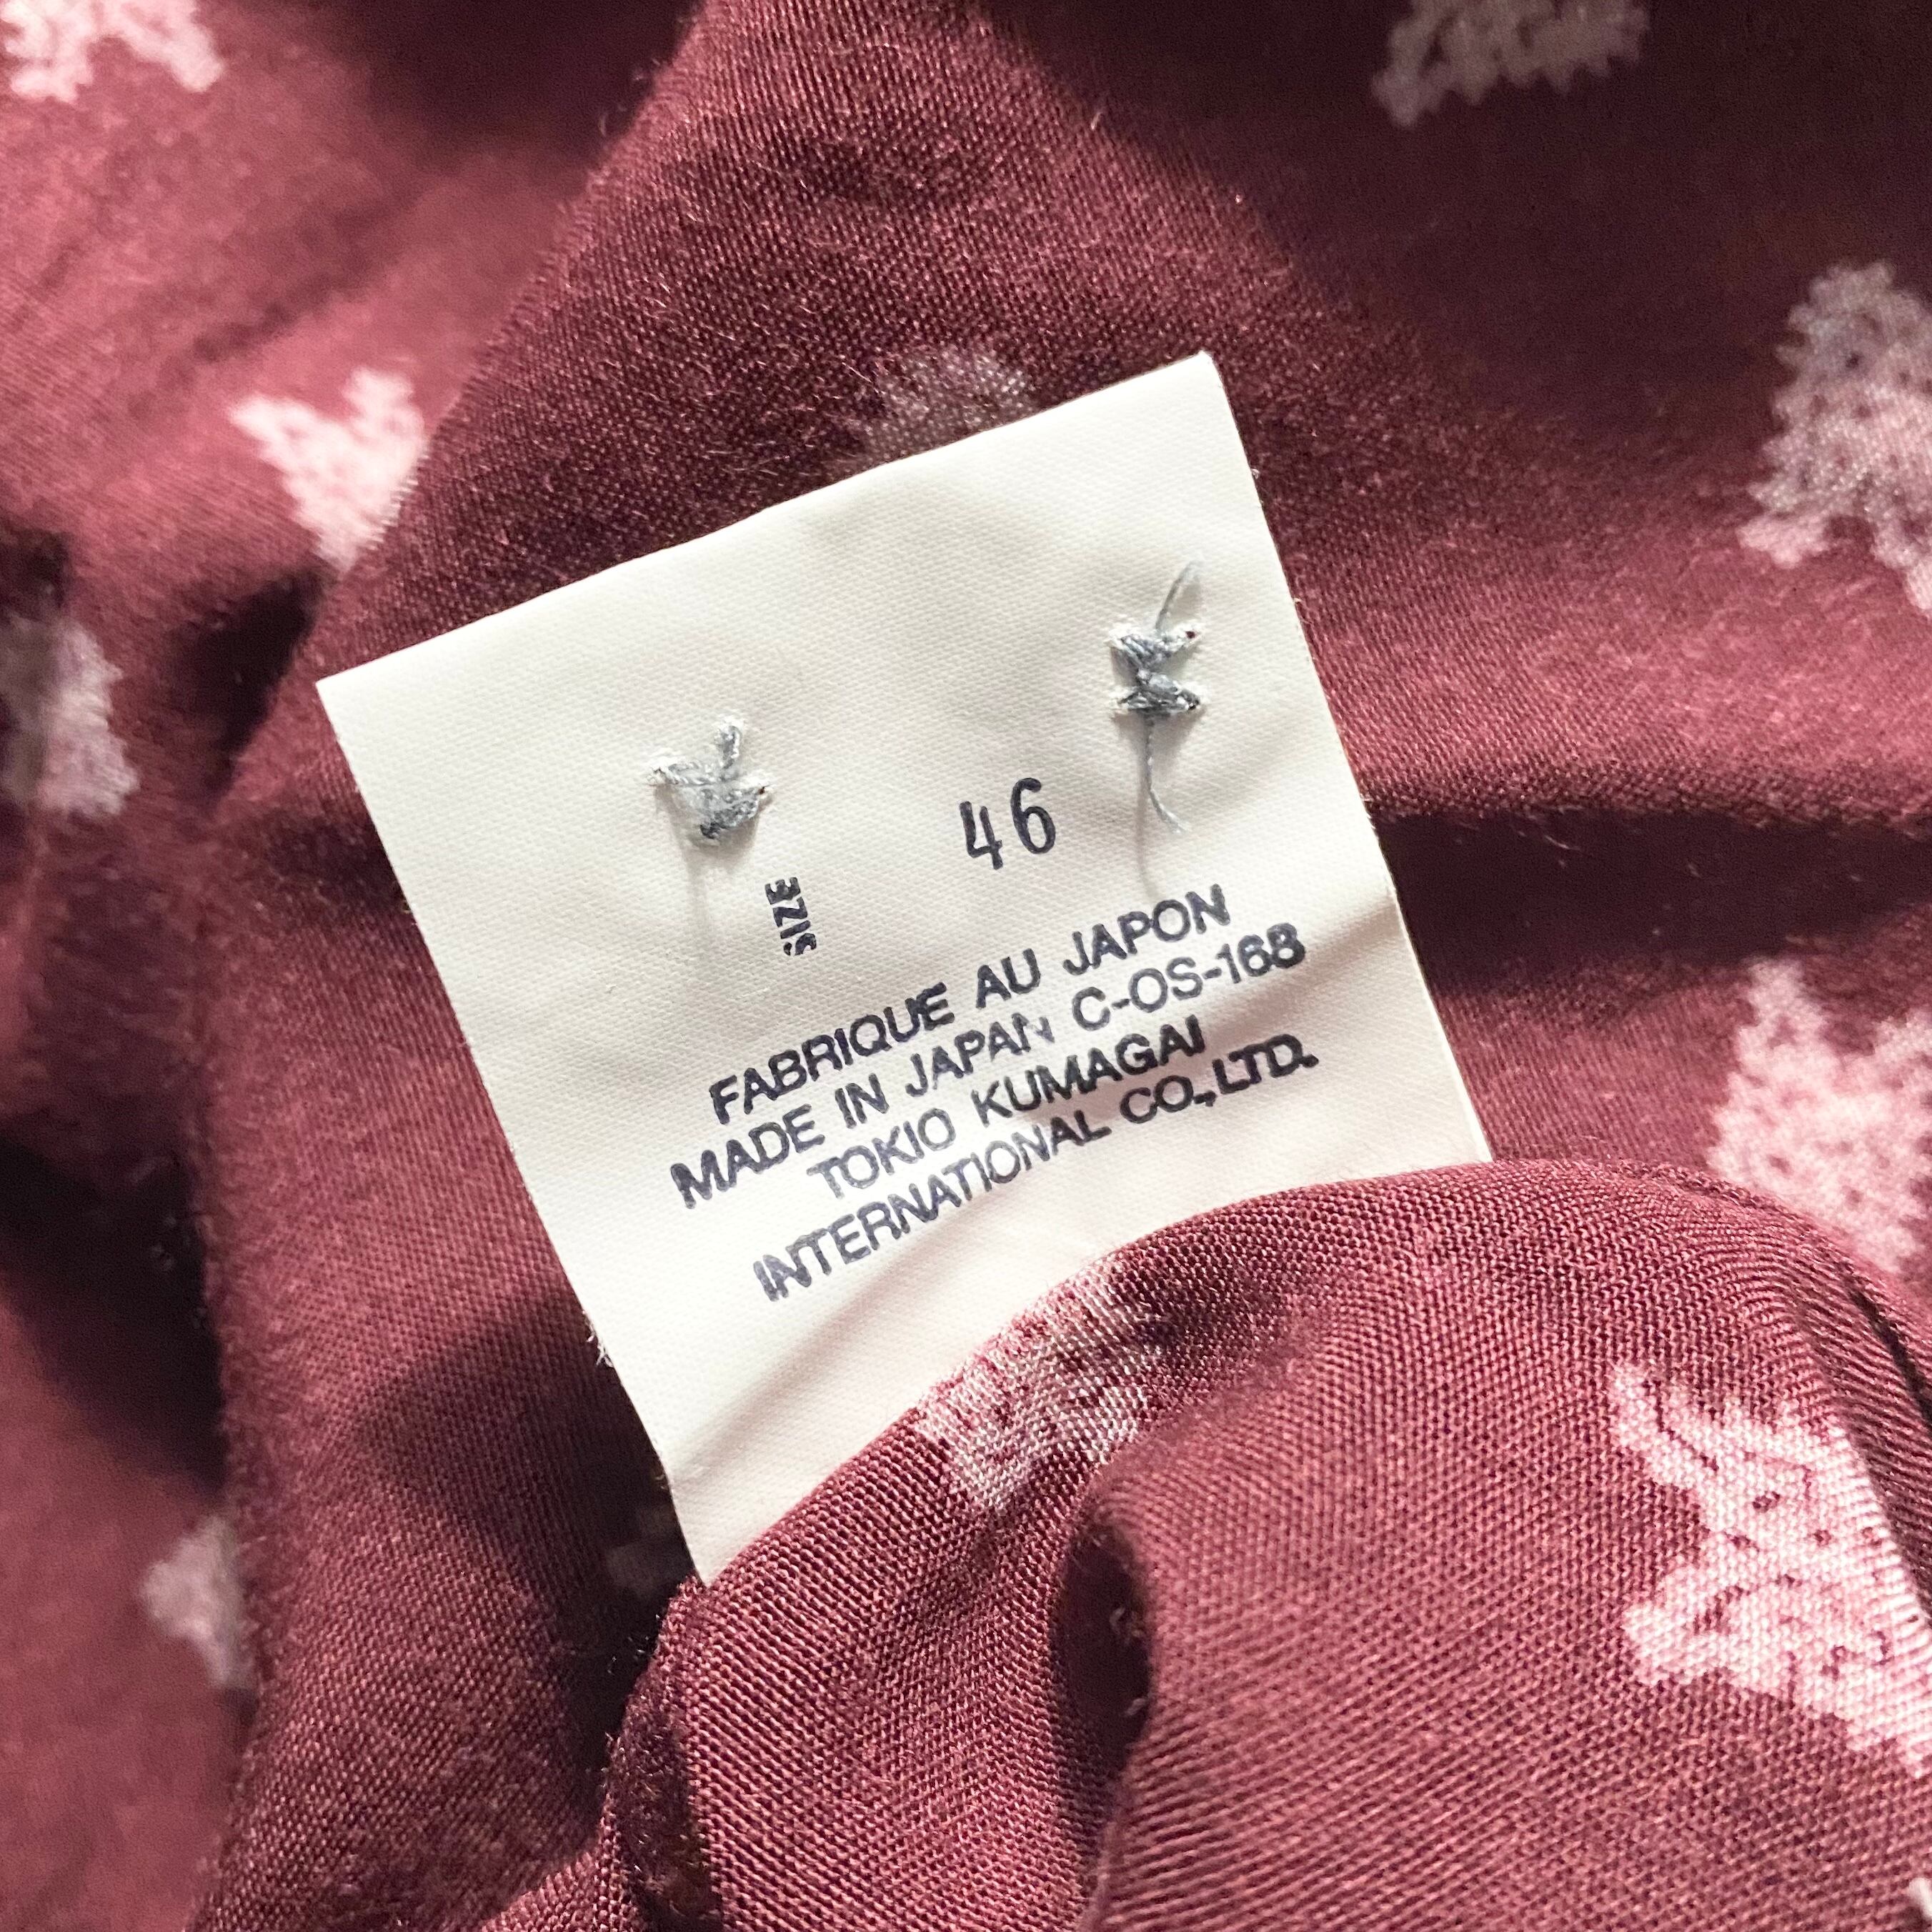 46
SIZE
FABRIQUE AU JAPON
MADE IN JAPAN C-OS-168
TOKIO KUMAGAI
INTERNATIONAL CO.,LTD.